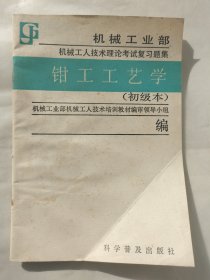 机械工业部
机械工人技术理论考试复习题集
钳工工艺学
(初级本)
机械工业部机械工人技术培训教材编审领导小组
编
科学普及出版社